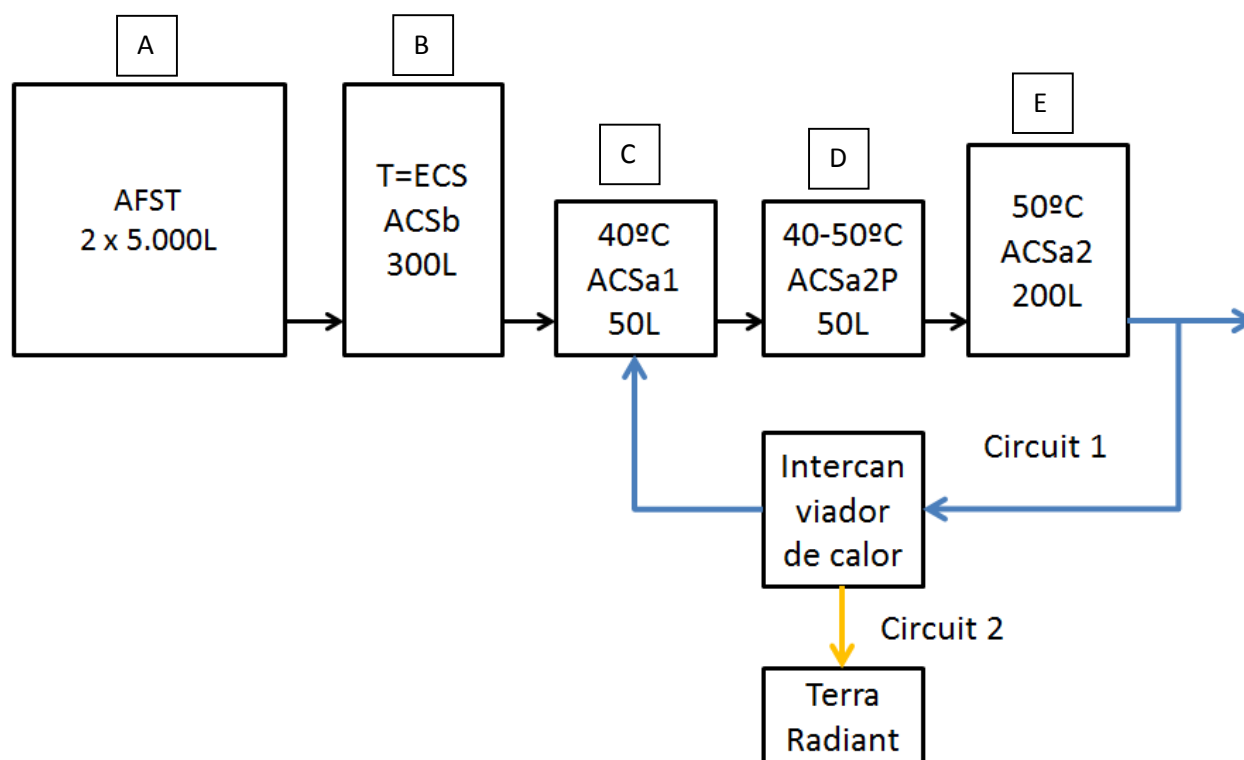 A
B
C
D
E
AFST
2 x 5.000L
T=ECS
ACSb
300L
40ºC
ACSa1
50L
40-50ºC
ACSa2P
50L
50ºC
ACSa2
200L
Circuit 1
Intercan
viador
de calor
Circuit 2
Terra
Radiant